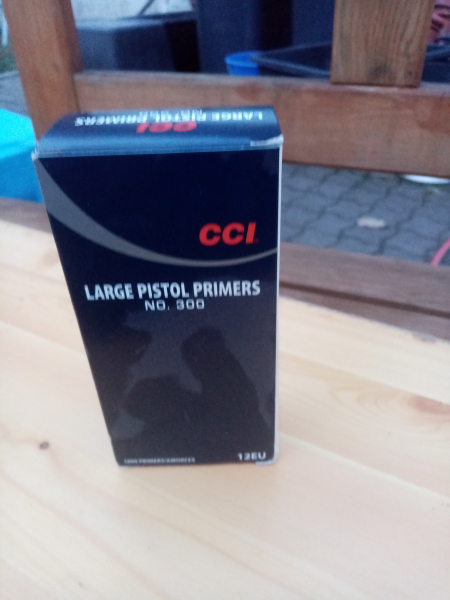 LARGE PISTOL PRIMERS
CCI
CCI
LARGE PISTOL PRIMERS
NO. 300
12EU